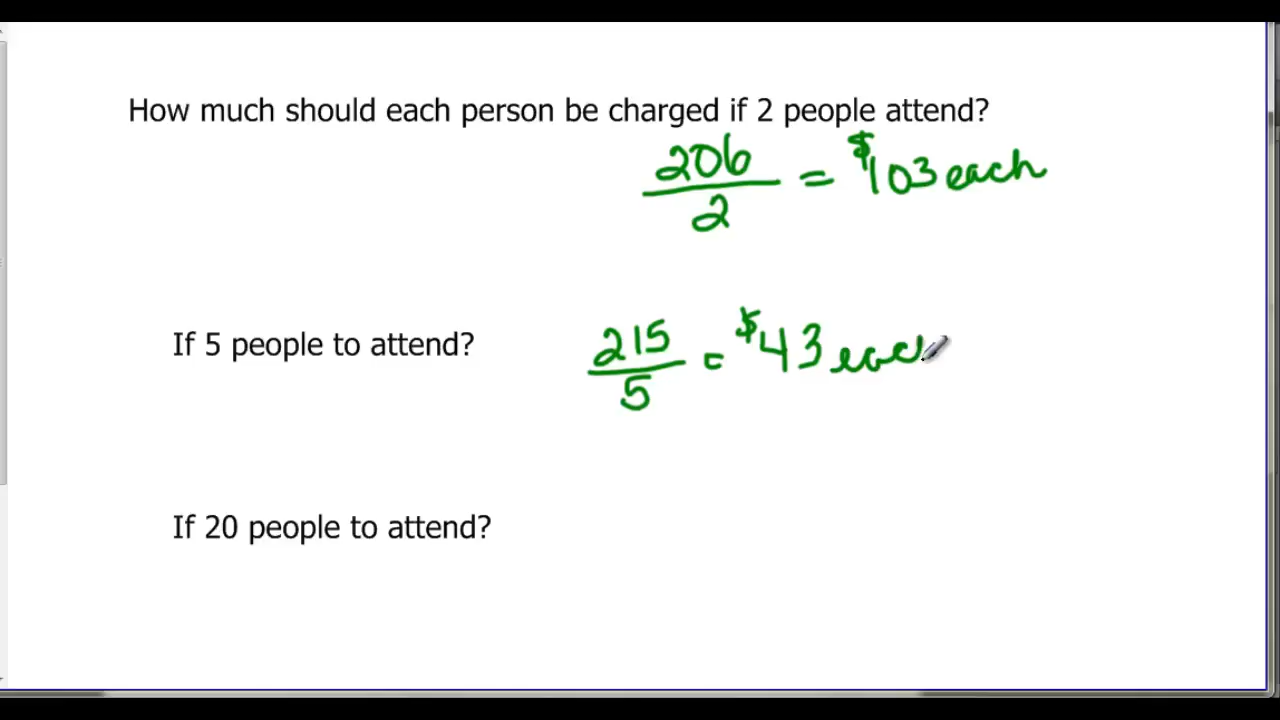 How much should each person be charged if 2 people attend?
206
2
= $103 each
If 5 people to attend?
215
5
= $43 eac
If 20 people to attend?